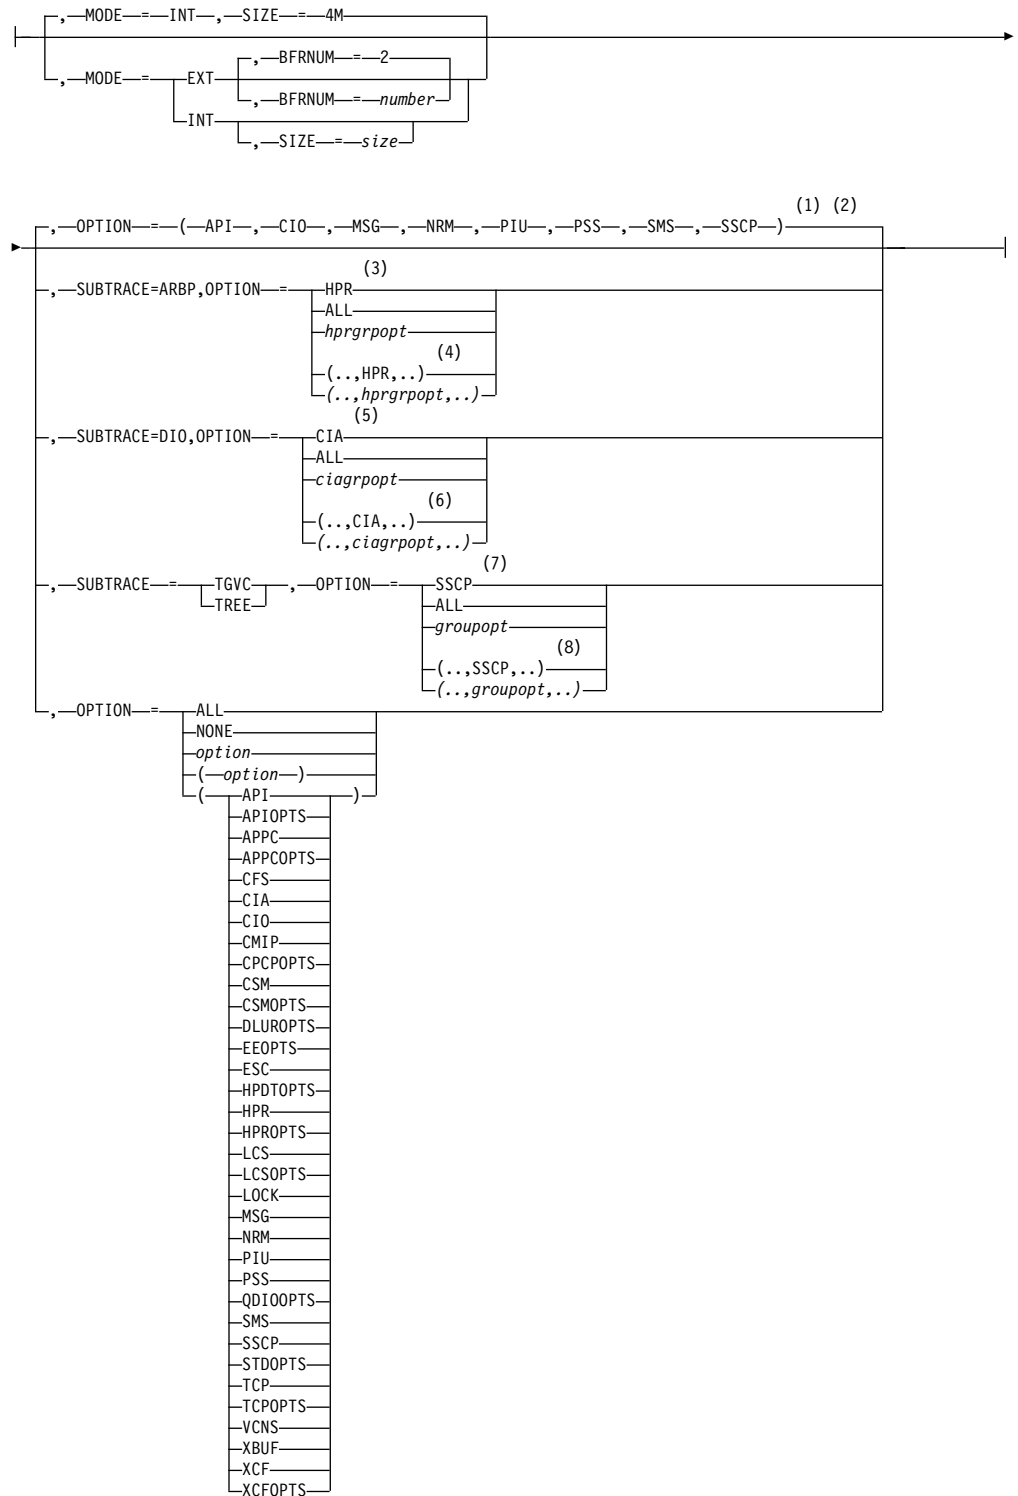 , MODE = INT , SIZE = 4M
, MODE = EXT , BFRNUM = 2
, BFRNUM = number
INT
, SIZE = size
(1) (2)
, OPTION = ( API , CIO , MSG , NRM , PIU , PSS , SMS , SSCP )
(3)
, SUBTRACE=ARBP,OPTION = HPR
ALL
hprgrpopt
(4)
(..,HPR,..)
(..,hprgrpopt,..)
(5)
, SUBTRACE=DIO,OPTION = CIA
ALL
ciagrpopt
(6)
(..,CIA,..)
(..,ciagrpopt,..)
(7)
, SUBTRACE = TGVC , OPTION = SSCP
TREE ALL
groupopt
(8)
(..,SSCP,..)
(..,groupopt,..)
, OPTION = ALL
NONE
option
( option )
( API )
APIOPTS
APPC
APPCOPTS
CFS
CIA
CIO
CMIP
CPCPOPTS
CSM
CSMOPTS
DLUROPTS
EEOPTS
ESC
HPDTOPTS
HPR
HPROPTS
LCS
LCSOPTS
LOCK
MSG
NRM
PIU
PSS
QDIOOPTS
SMS
SSCP
STDOPTS
TCP
TCPOPTS
VCNS
XBUF
XCF
XCFOPTS